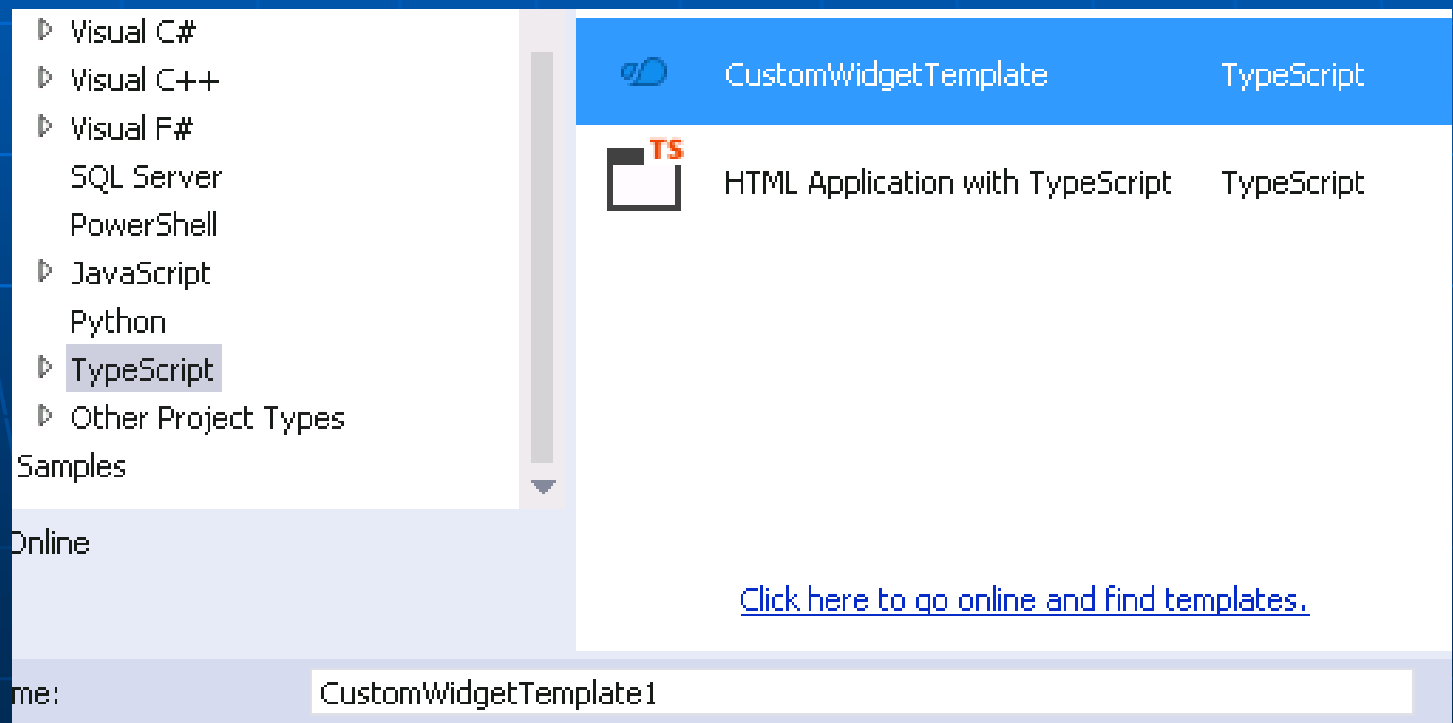 Visual C#
Visual C++
Visual F#
SQL Server
PowerShell
JavaScript
Python
TypeScript
Other Project Types
Samples
Online
CustomWidgetTemplate TypeScript
TS
HTML Application with TypeScript TypeScript
Click here to go online and find templates.
me:
CustomWidgetTemplate1